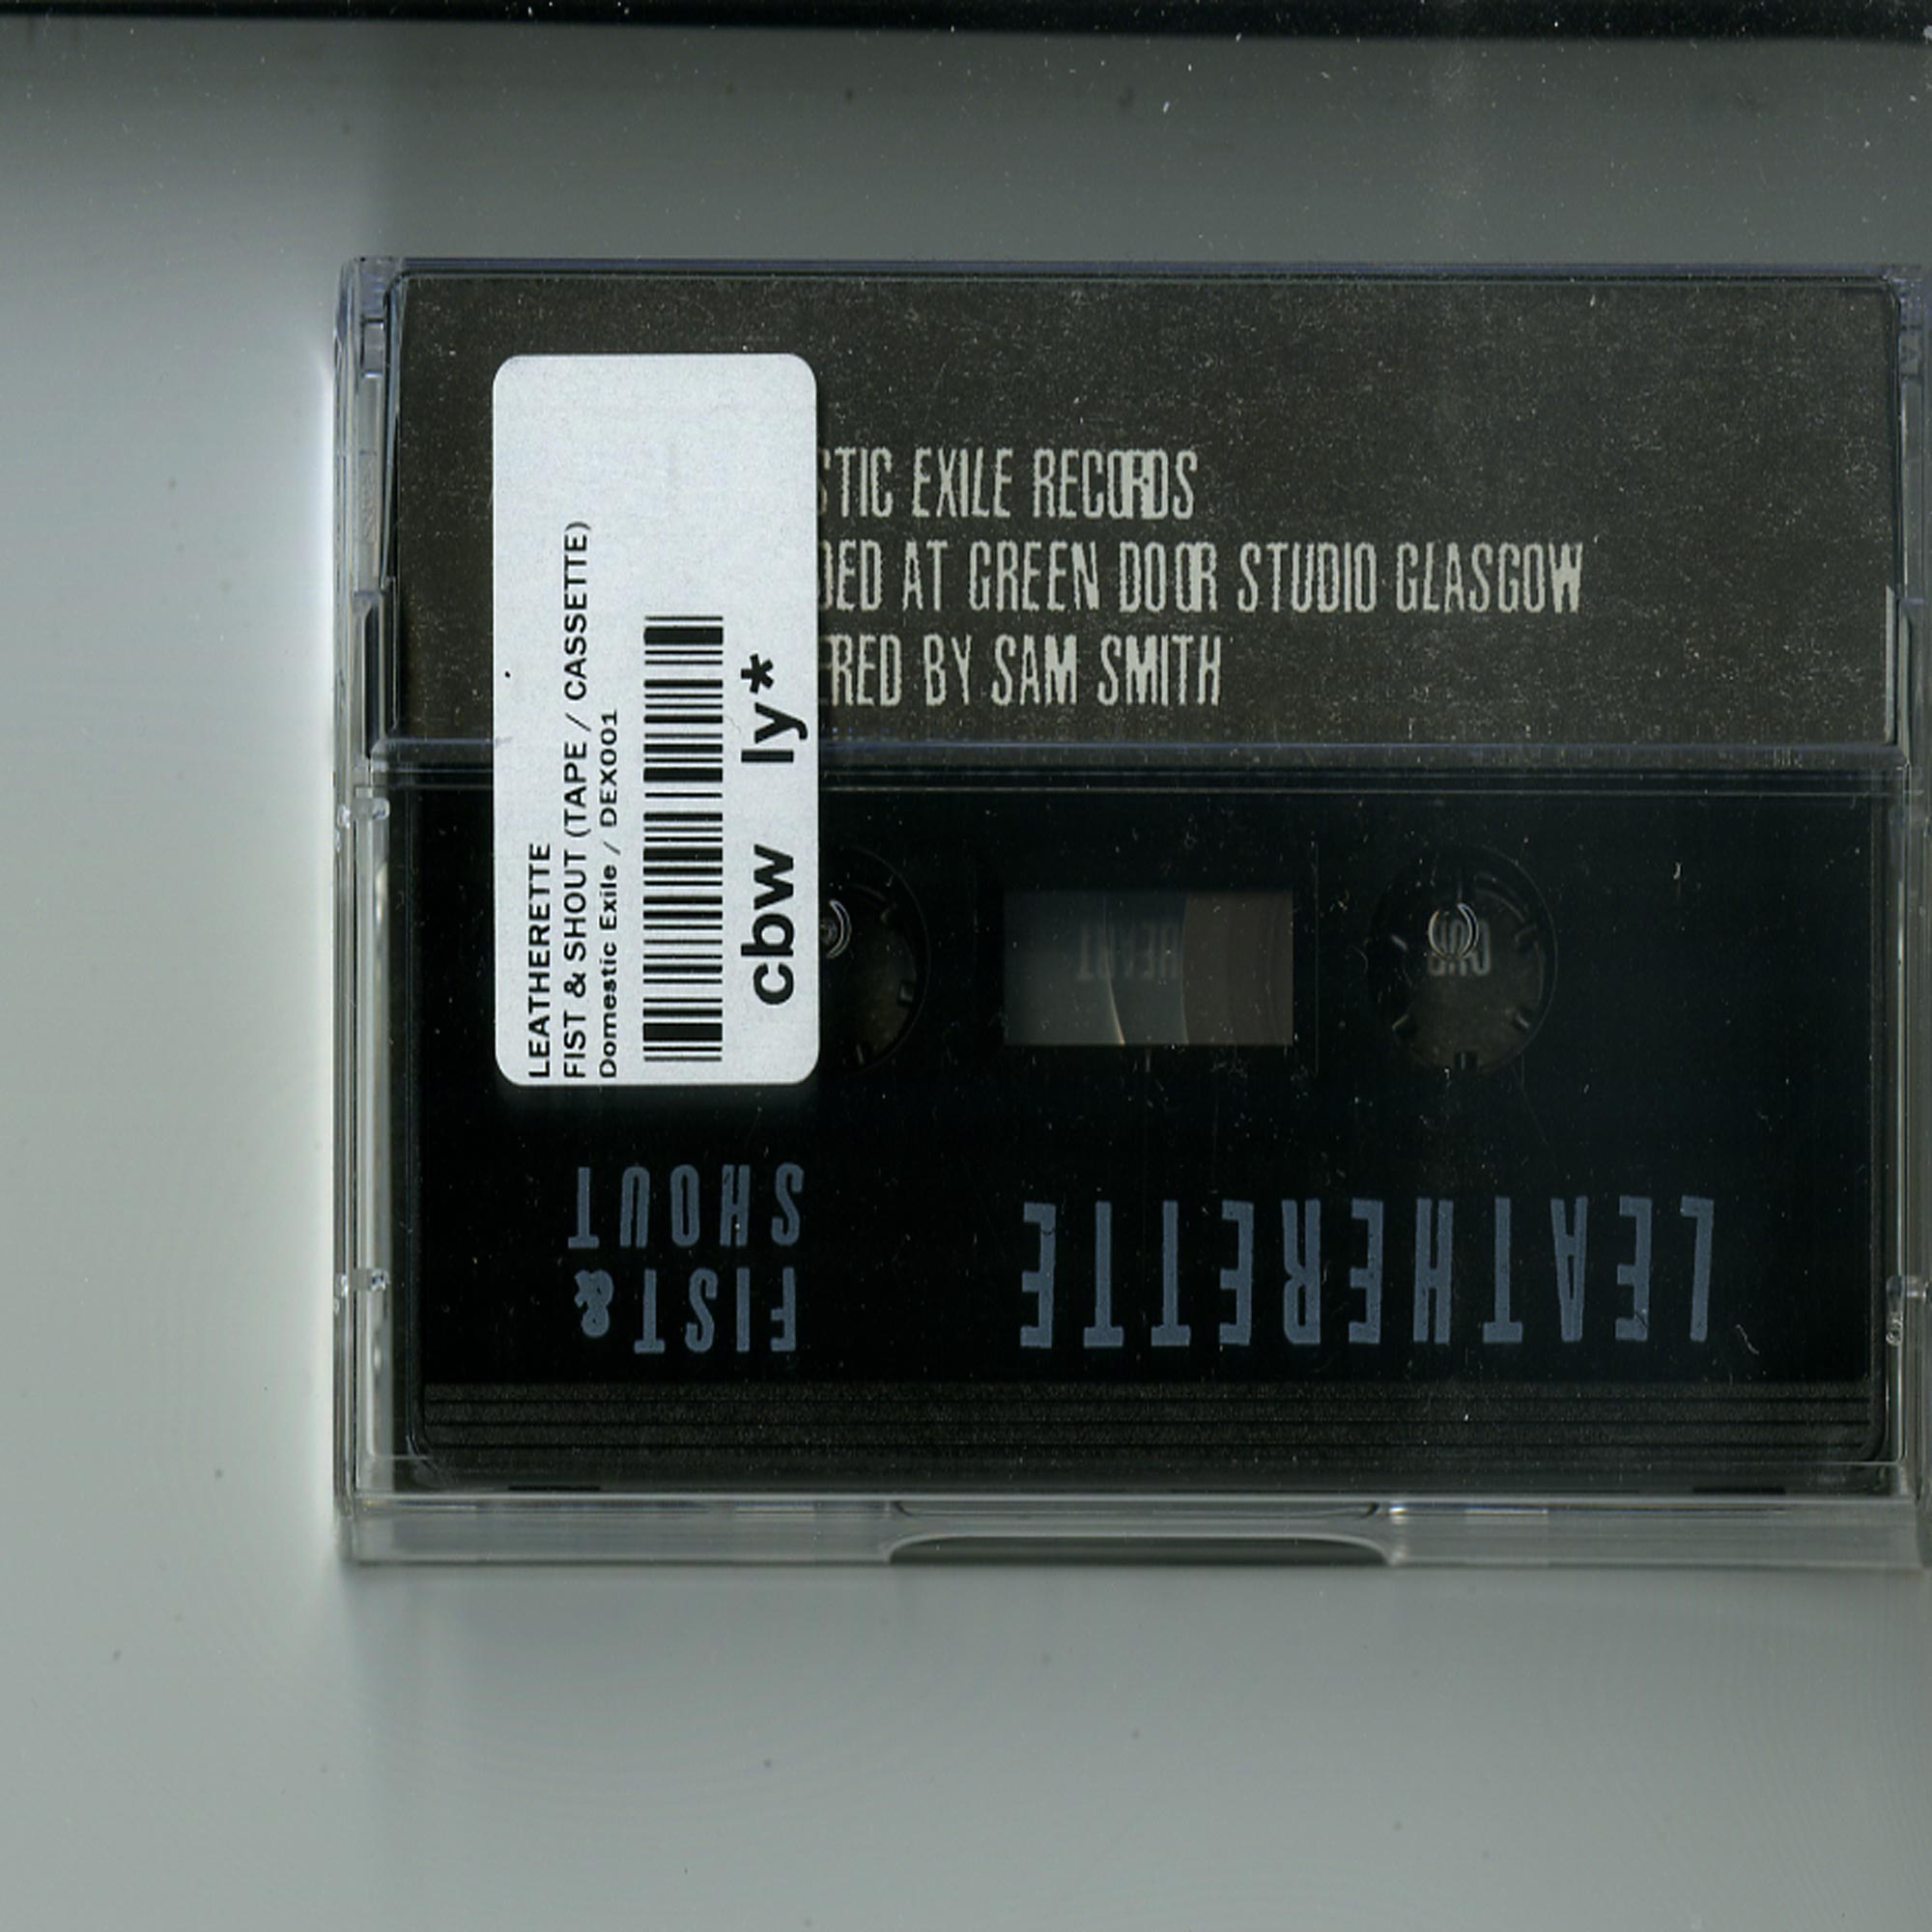 STIC EXILE RECORDS
DED AT GREEN DOOR STUDIO GLASGOW
ERED BY SAM SMITH
LEATHERETTE
FIST & SHOUT (TAPE / CASSETTE)
Domestic Exile / DEX001
cbw ly*
LEATHERETTE
FIST &
SHOUT